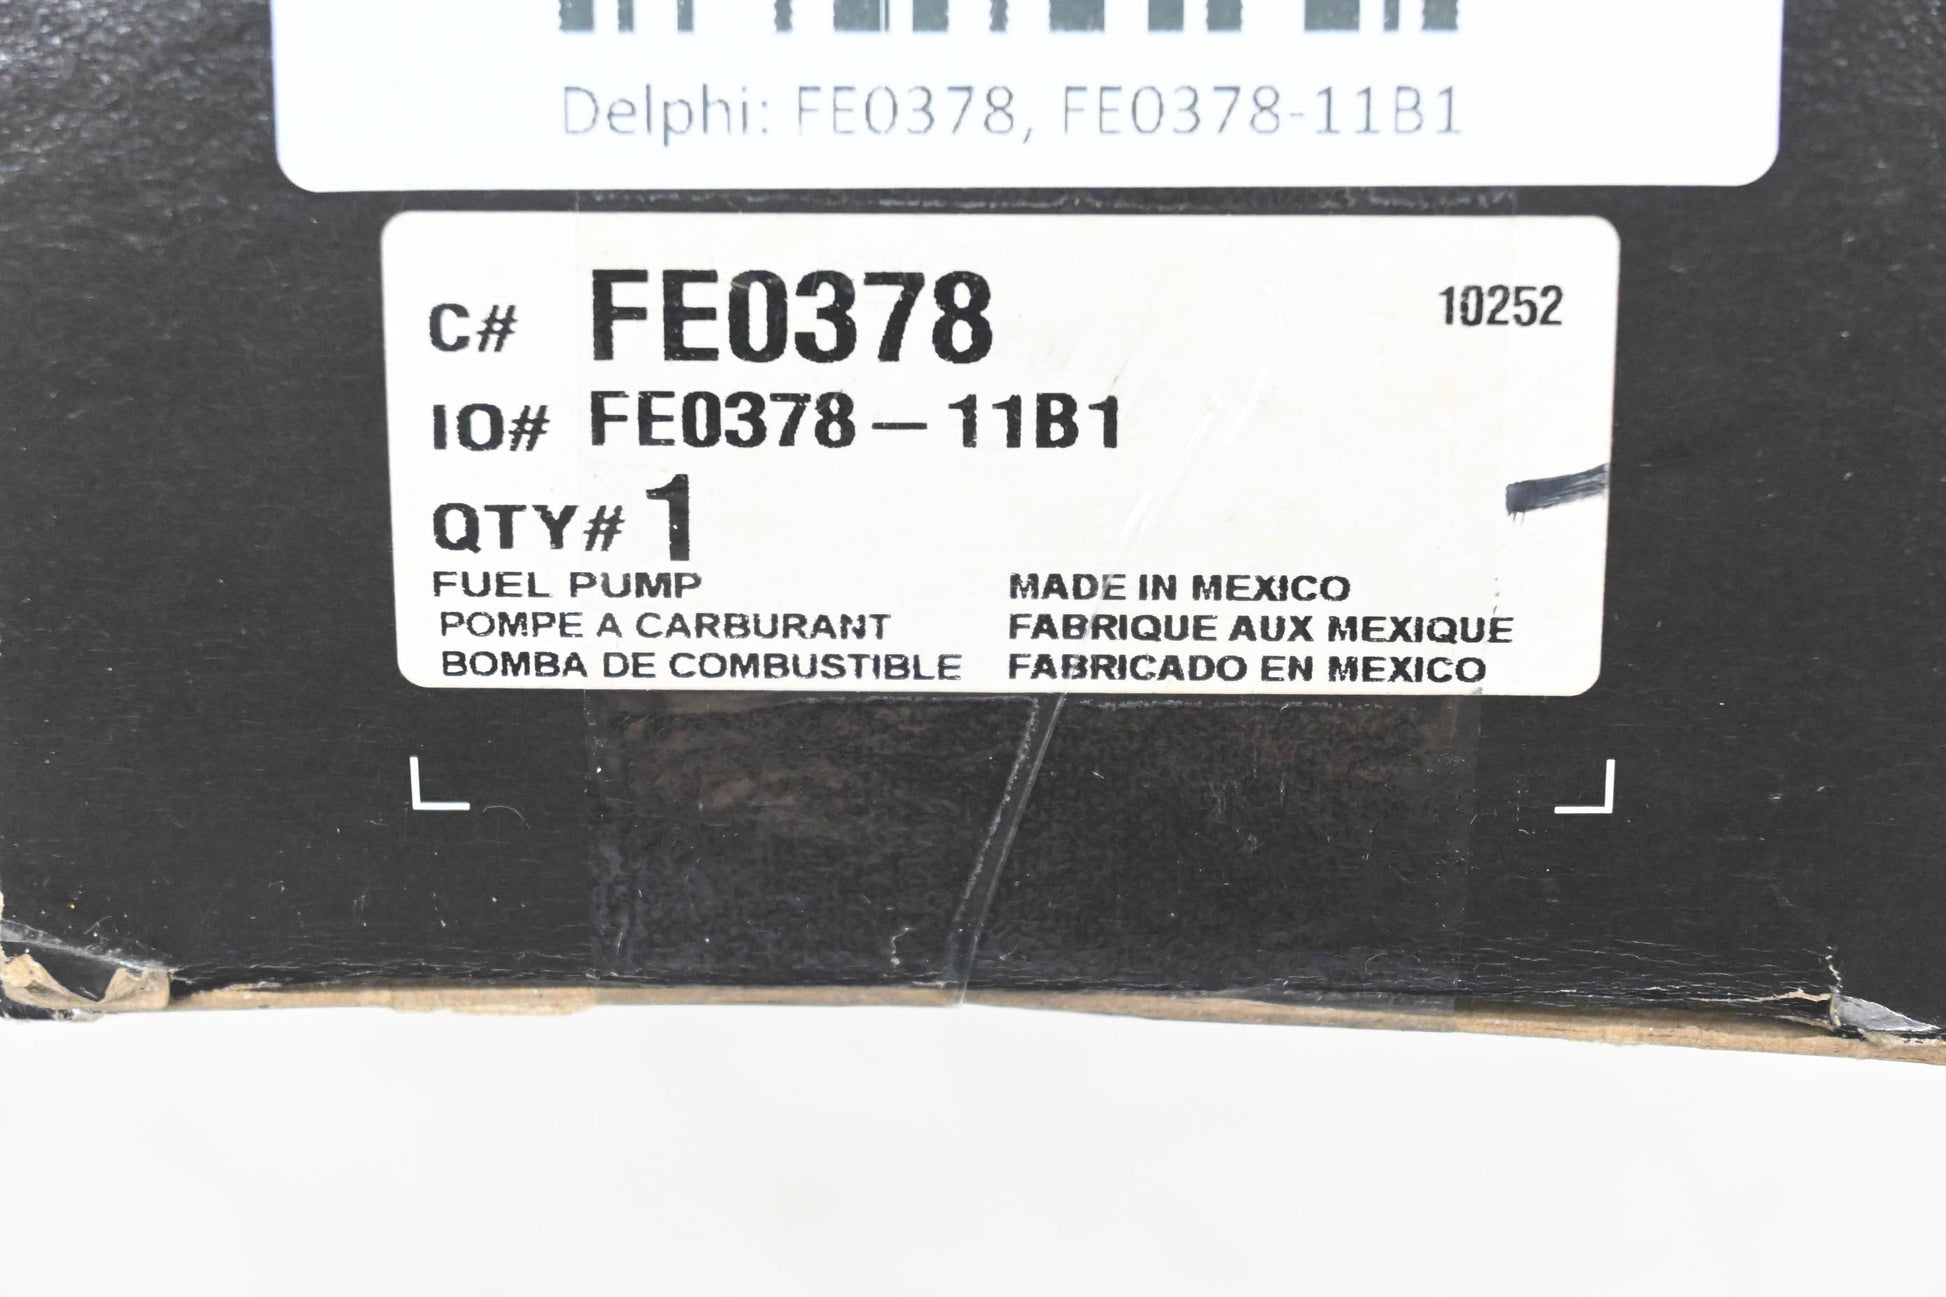 Delphi: FE0378, FE0378-11B1
C# FE0378 10252
IO# FE0378-11B1
QTY# 1
FUEL PUMP MADE IN MEXICO
POMPE A CARBURANT FABRIQUE AUX MEXIQUE
BOMBA DE COMBUSTIBLE FABRICADO EN MEXICO